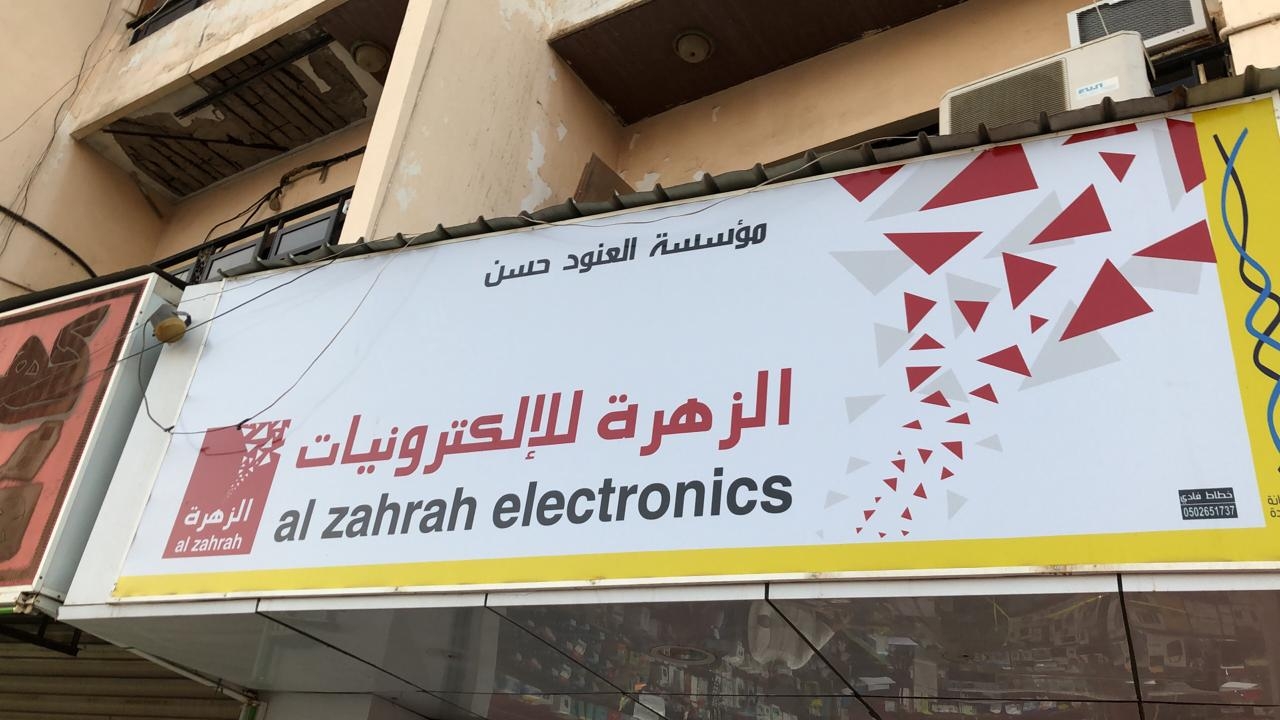 مؤسسة العنود حسن
الزهرة للإلكترونيات
al zahrah electronics
الزهرة
al zahrah
خطاط فادي
0502651737